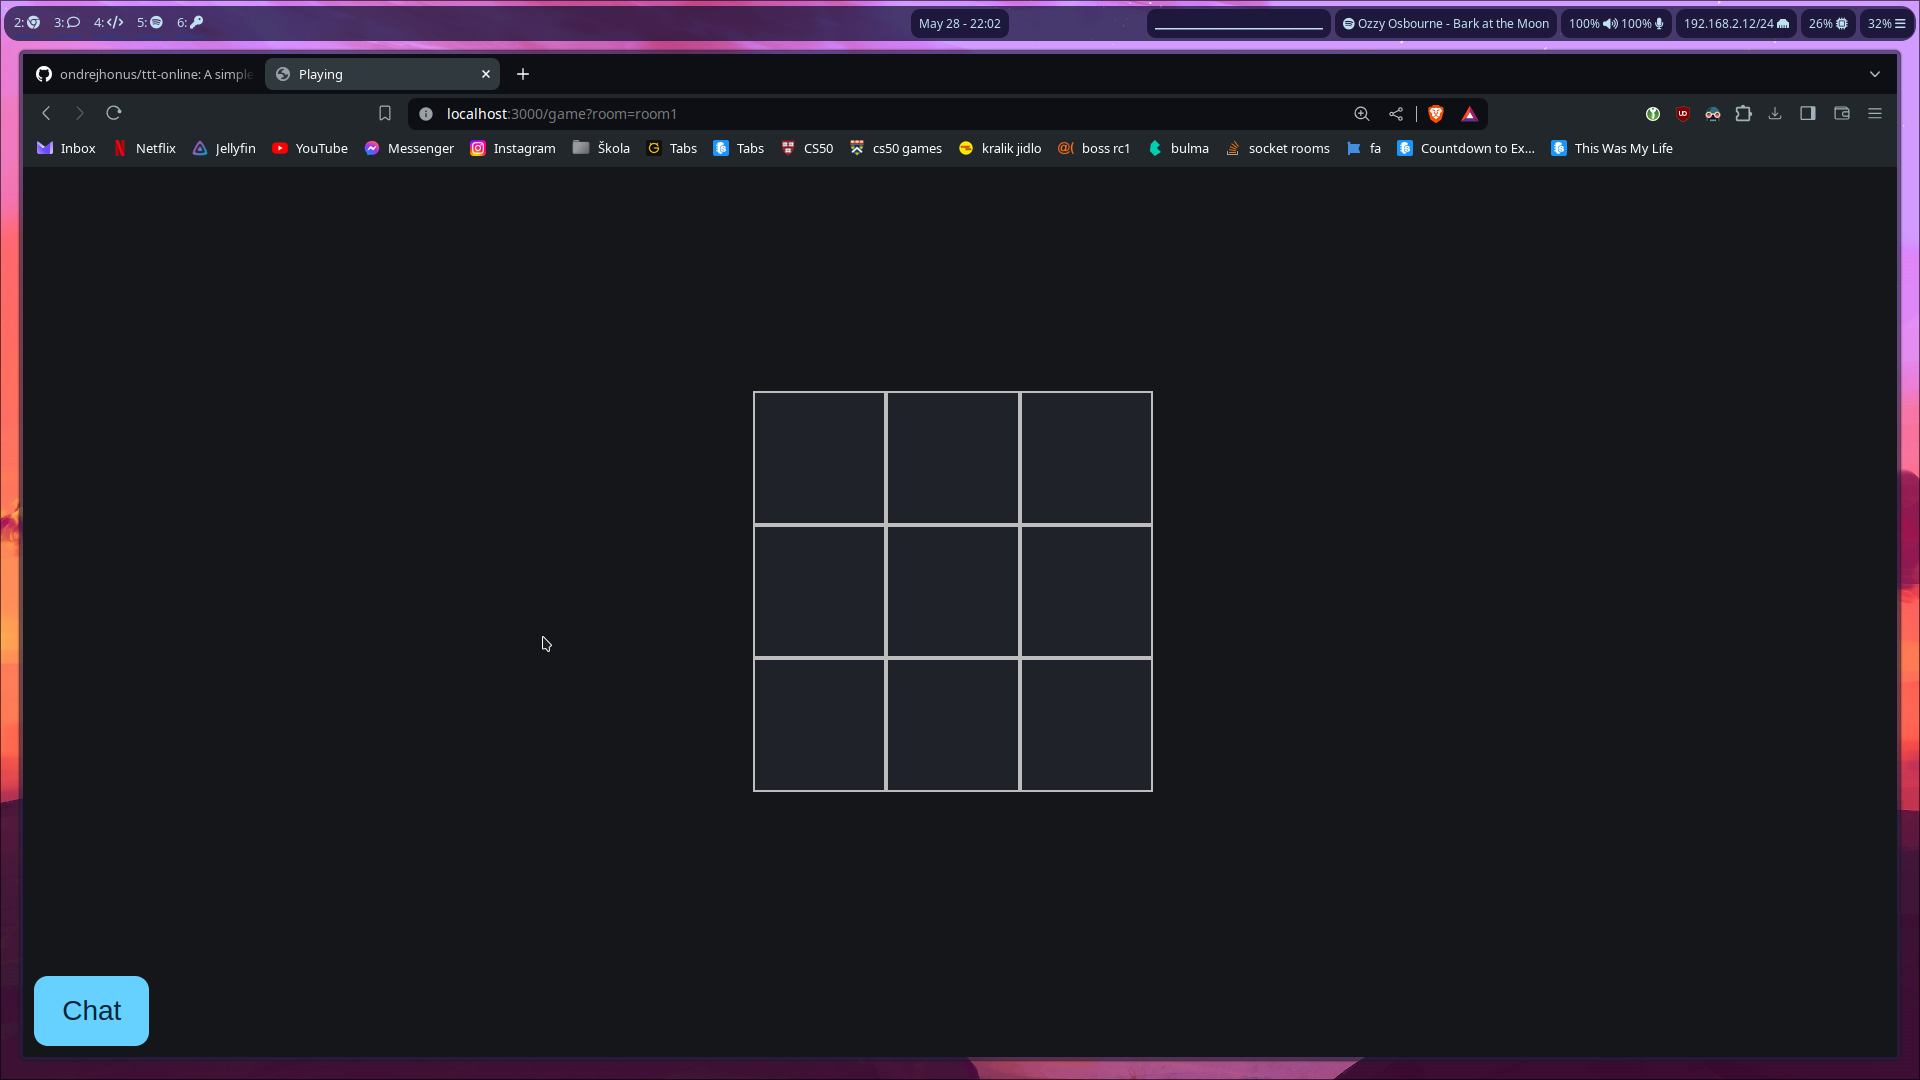 2: 3: 4: 5: 6: May 28 - 22:02 Ozzy Osbourne - Bark at the Moon 100% 100% 192.168.2.12/24 26% 32%
ondrejhonus/ttt-online: A simple Playing
localhost:3000/game?room=room1
Inbox Netflix Jellyfin YouTube Messenger Instagram Škola Tabs Tabs CS50 cs50 games kralik jidlo boss rc1 bulma socket rooms fa Countdown to Ex... This Was My Life
Chat